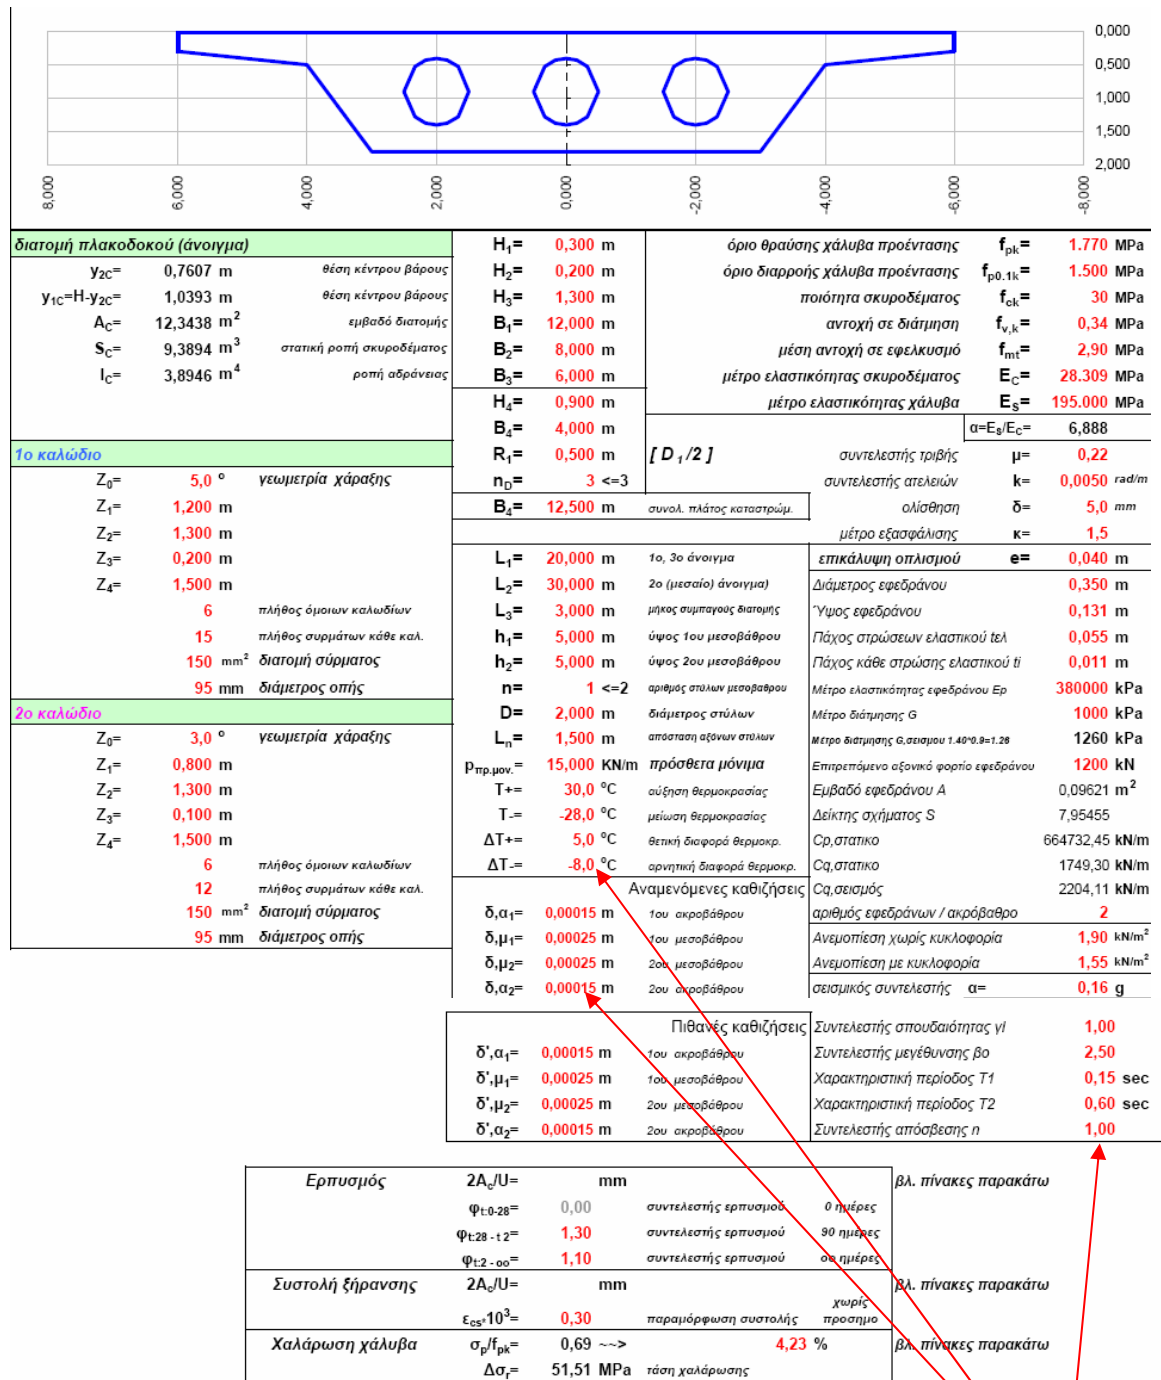 0,000
0,500
1,000
1,500
2,000
8,000 6,000 4,000 2,000 0,000 -2,000 -4,000 -6,000 -8,000
διατομή πλακοδοκού (άνοιγμα) H1= 0,300 m όριο θραύσης χάλυβα προέντασης fpk= 1.770 MPa
y2C= 0,7607 m θέση κέντρου βάρους H2= 0,200 m όριο διαρροής χάλυβα προέντασης fp0.1k= 1.500 MPa
y1C=H-y2C= 1,0393 m θέση κέντρου βάρους H3= 1,300 m ποιότητα σκυροδέματος fck= 30 MPa
AC= 12,3438 m2 εμβαδό διατομής B1= 12,000 m αντοχή σε διάτμηση fv,k= 0,34 MPa
SC= 9,3894 m3 στατική ροπή σκυροδέματος B2= 8,000 m μέση αντοχή σε εφελκυσμό fmt= 2,90 MPa
IC= 3,8946 m4 ροπή αδράνειας B3= 6,000 m μέτρο ελαστικότητας σκυροδέματος EC= 28.309 MPa
H4= 0,900 m μέτρο ελαστικότητας χάλυβα ES= 195.000 MPa
B4= 4,000 m α=ES/EC= 6,888
1ο καλώδιο R1= 0,500 m [ D1/2 ] συντελεστής τριβής μ= 0,22
Z0= 5,0 ° γεωμετρία χάραξης nD= 3 <=3 συντελεστής ατελειών k= 0,0050 rad/m
Z1= 1,200 m B4= 12,500 m συνολ. πλάτος καταστρώμ. ολίσθηση δ= 5,0 mm
Z2= 1,300 m μέτρο εξασφάλισης κ= 1,5
Z3= 0,200 m L1= 20,000 m 1ο, 3ο άνοιγμα επικάλυψη οπλισμού e= 0,040 m
Z4= 1,500 m L2= 30,000 m 2ο (μεσαίο) άνοιγμα) Διάμετρος εφεδράνου 0,350 m
6 πλήθος όμοιων καλωδίων L3= 3,000 m μήκος συμπαγούς διατομής Ύψος εφεδράνου 0,131 m
15 πλήθος συρμάτων κάθε καλ. h1= 5,000 m ύψος 1ου μεσοβάθρου Πάχος στρώσεων ελαστικού tελ 0,055 m
150 mm2 διατομή σύρματος h2= 5,000 m ύψος 2ου μεσοβάθρου Πάχος κάθε στρώσης ελαστικού ti 0,011 m
95 mm διάμετρος οπής n= 1 <=2 αριθμός στύλων μεσοβαθρου Μέτρο ελαστικότητας εφεδράνου Ep 380000 kPa
2ο καλώδιο D= 2,000 m διάμετρος στύλων Μέτρο διάτμησης G 1000 kPa
Z0= 3,0 ° γεωμετρία χάραξης Ln= 1,500 m απόσταση αξόνων στύλων Μέτρο διάτμησης G,σεισμου 1.40*0.9=1.26 1260 kPa
Z1= 0,800 m pπρ.μον.= 15,000 KN/m πρόσθετα μόνιμα Επιτρεπόμενο αξονικό φορτίο εφεδράνου 1200 kN
Z2= 1,300 m T+= 30,0 °C αύξηση θερμοκρασίας Εμβαδό εφεδράνου A 0,09621 m2
Z3= 0,100 m T-= -28,0 °C μείωση θερμοκρασίας Δείκτης σχήματος S 7,95455
Z4= 1,500 m ΔT+= 5,0 °C θετική διαφορά θερμοκρ. Cp,στατικο 664732,45 kN/m
6 πλήθος όμοιων καλωδίων ΔT-= -8,0 °C αρνητική διαφορά θερμοκρ. Cq,στατικο 1749,30 kN/m
12 πλήθος συρμάτων κάθε καλ. Αναμενόμενες καθιζήσεις Cq,σεισμός 2204,11 kN/m
150 mm2 διατομή σύρματος δ,α1= 0,00015 m 1ου ακροβάθρου αριθμός εφεδράνων / ακρόβαθρο 2
95 mm διάμετρος οπής δ,μ1= 0,00025 m 1ου μεσοβάθρου Ανεμοπίεση χωρίς κυκλοφορία 1,90 kN/m2
δ,μ2= 0,00025 m 2ου μεσοβάθρου Ανεμοπίεση με κυκλοφορία 1,55 kN/m2
δ,α2= 0,00015 m 2ου ακροβάθρου σεισμικός συντελεστής α= 0,16 g
Πιθανές καθιζήσεις Συντελεστής σπουδαιότητας γΙ 1,00
δ',α1= 0,00015 m 1ου ακροβάθρου Συντελεστής μεγέθυνσης βο 2,50
δ',μ1= 0,00025 m 1ου μεσοβάθρου Χαρακτηριστική περίοδος T1 0,15 sec
δ',μ2= 0,00025 m 2ου μεσοβάθρου Χαρακτηριστική περίοδος T2 0,60 sec
δ',α2= 0,00015 m 2ου ακροβάθρου Συντελεστής απόσβεσης n 1,00
Ερπυσμός 2Ac/U= mm βλ. πίνακες παρακάτω
φt:0-28= 0,00 συντελεστής ερπυσμού 0 ημέρες
φt:28 - t 2= 1,30 συντελεστής ερπυσμού 90 ημέρες
φt:2 - oo= 1,10 συντελεστής ερπυσμού oo ημέρες
Συστολή ξήρανσης 2Ac/U= mm βλ. πίνακες παρακάτω
εcs*10^3= 0,30 παραμόρφωση συστολής χωρίς προσημο
Χαλάρωση χάλυβα σp/fpk= 0,69 ~~> 4,23 % βλ. πίνακες παρακάτω
Δσr= 51,51 MPa τάση χαλάρωσης